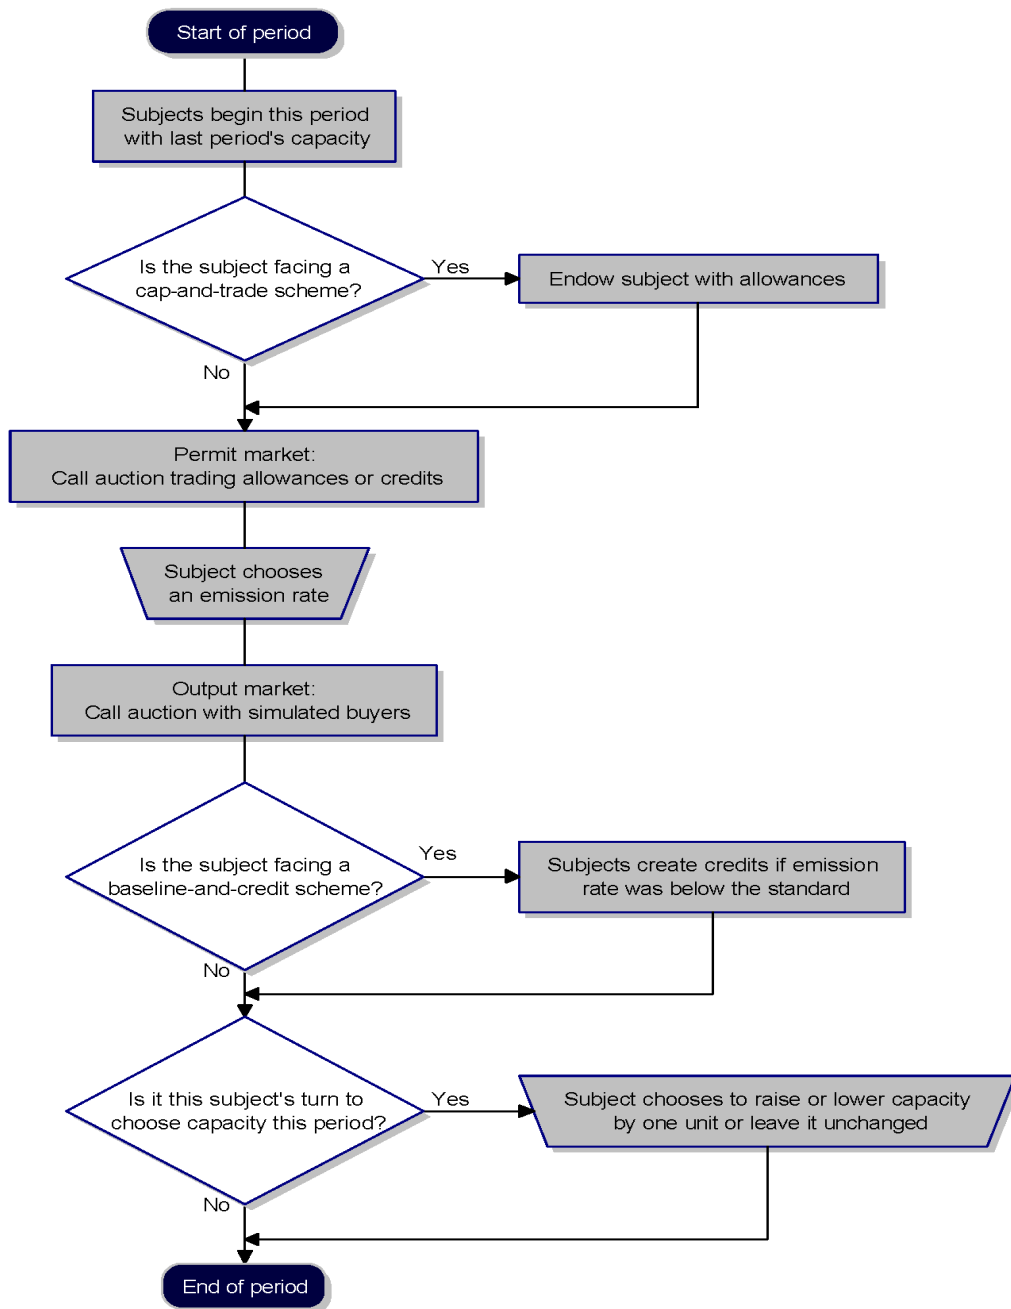 Start of period
Subjects begin this period
with last period's capacity
Is the subject facing a
cap-and-trade scheme?
Yes
Endow subject with allowances
No
Permit market:
Call auction trading allowances or credits
Subject chooses
an emission rate
Output market:
Call auction with simulated buyers
Is the subject facing a
baseline-and-credit scheme?
Yes
Subjects create credits if emission
rate was below the standard
No
Is it this subject's turn to
choose capacity this period?
Yes
Subject chooses to raise or lower capacity
by one unit or leave it unchanged
No
End of period